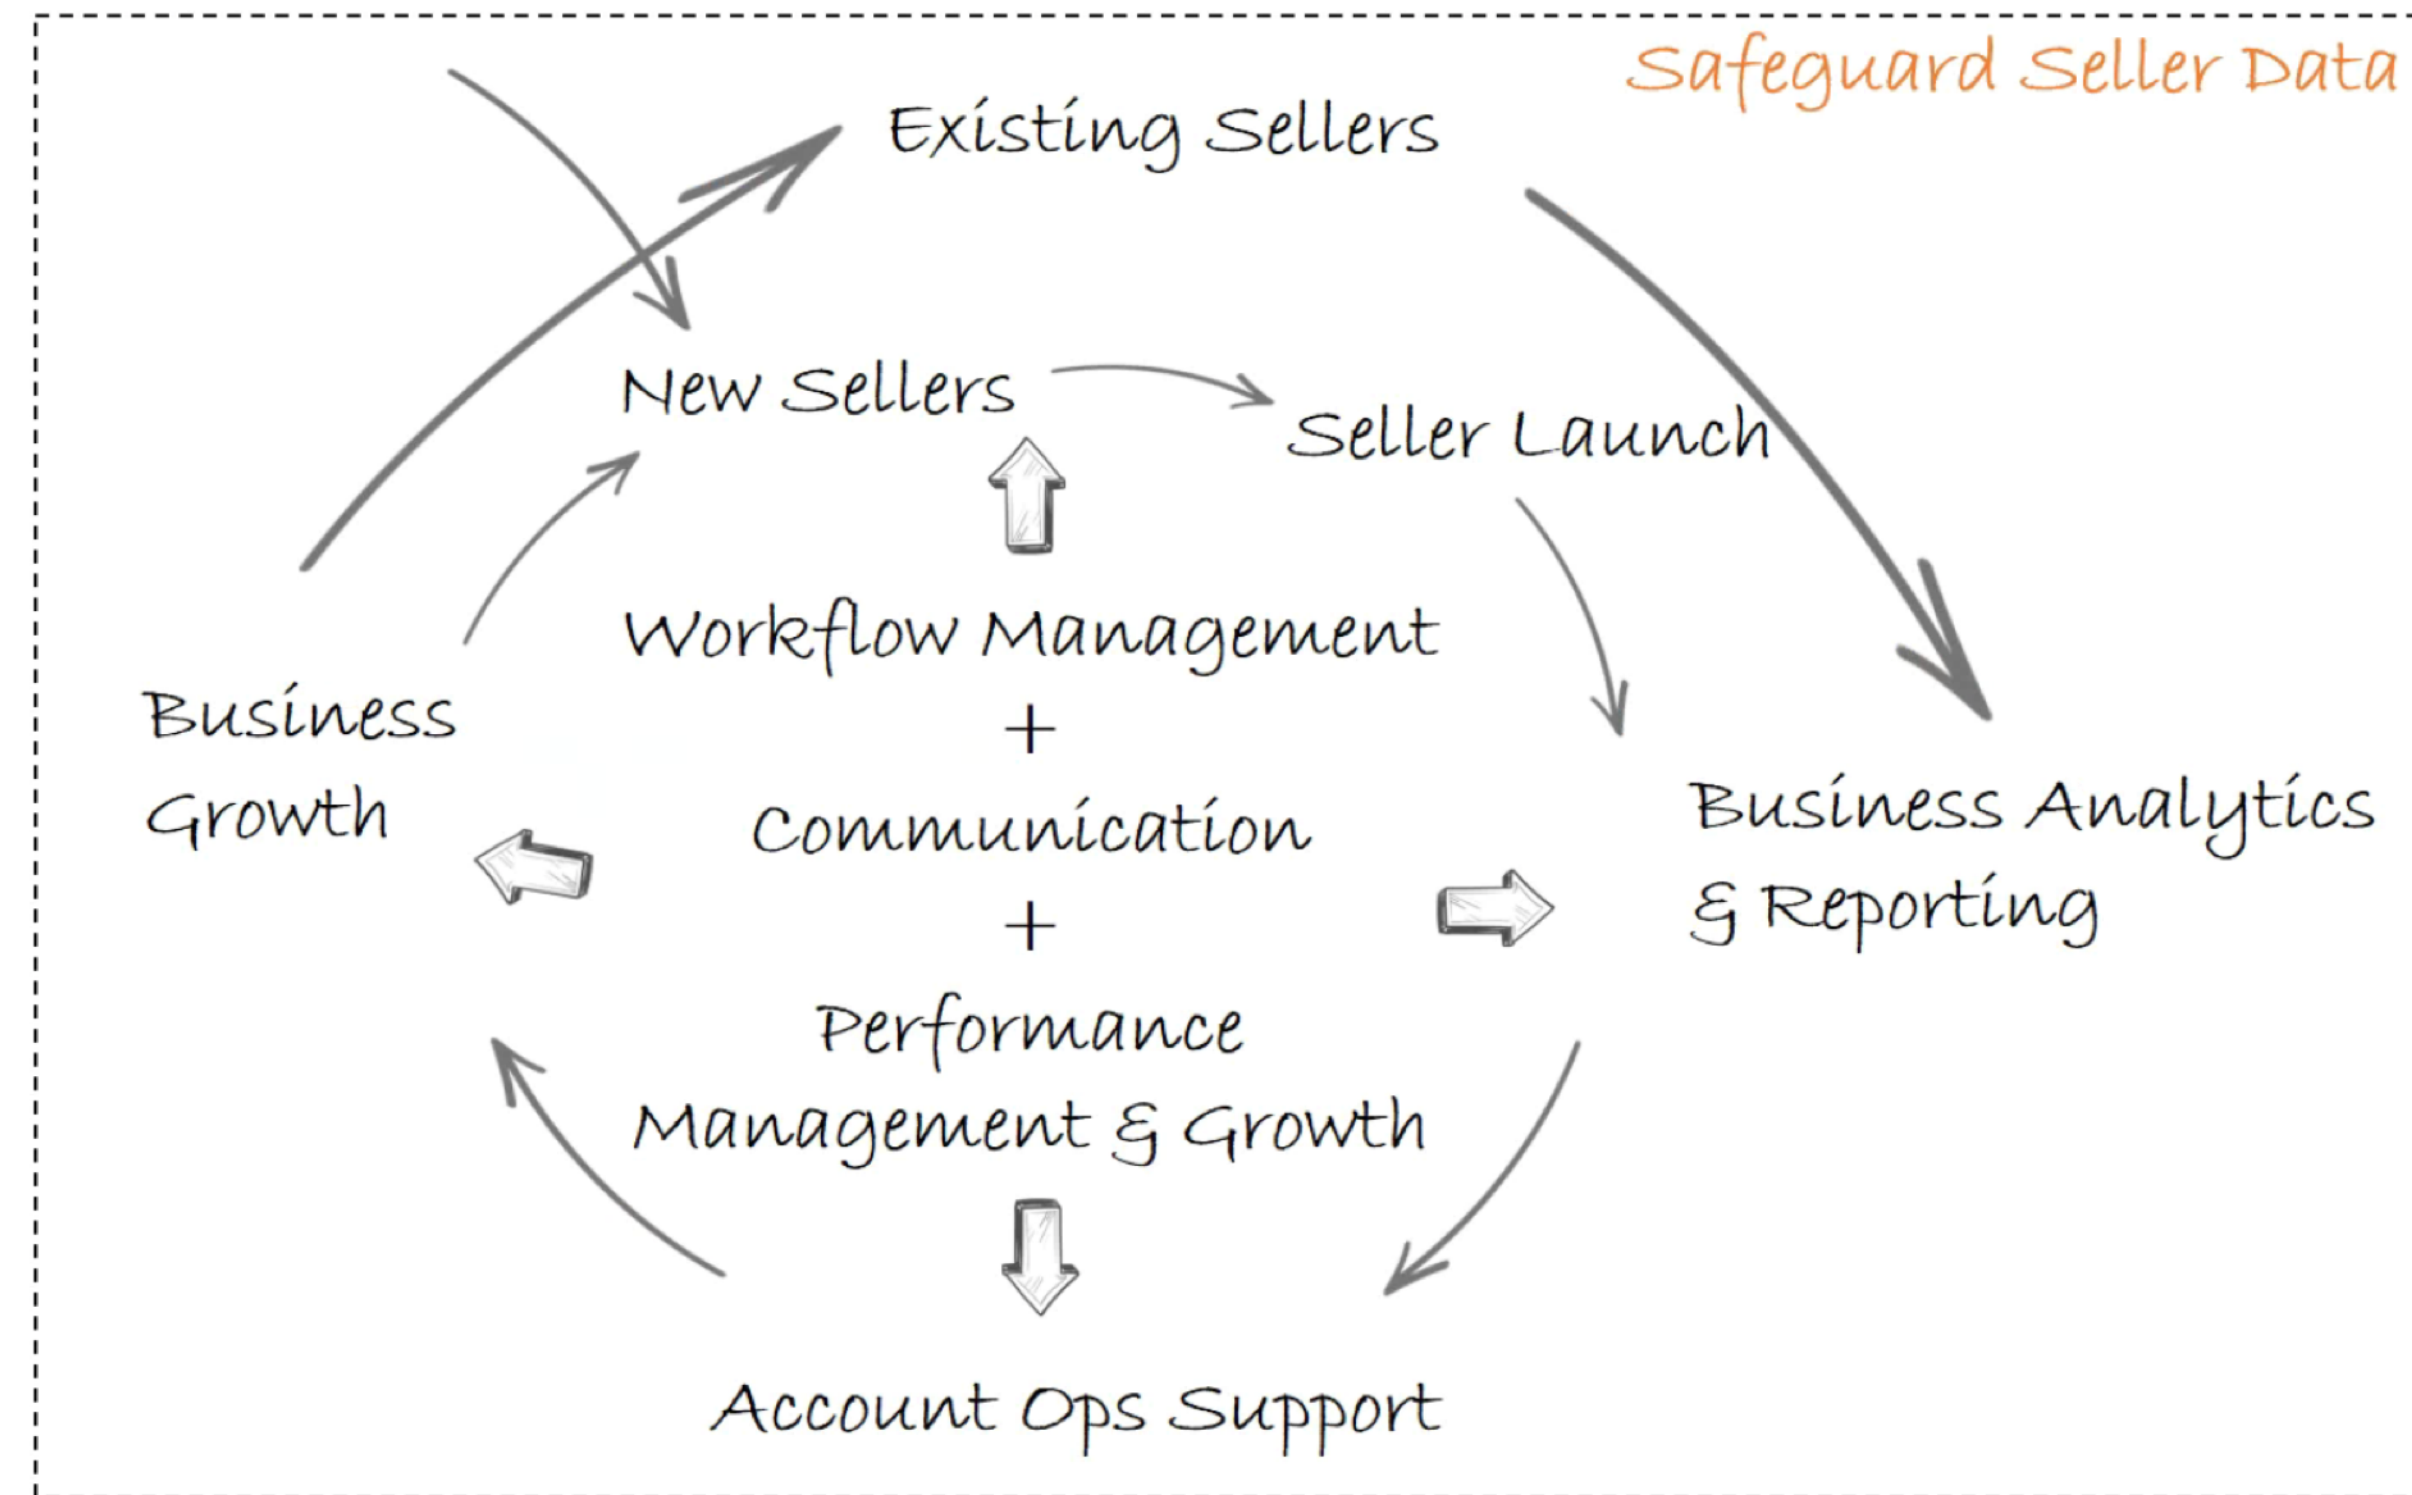 Safeguard Seller Data
Existing Sellers
New Sellers
Seller Launch
Workflow Management
+
Communication
+
Performance
Management & Growth
Business
Growth
Business Analytics
& Reporting
Account Ops Support